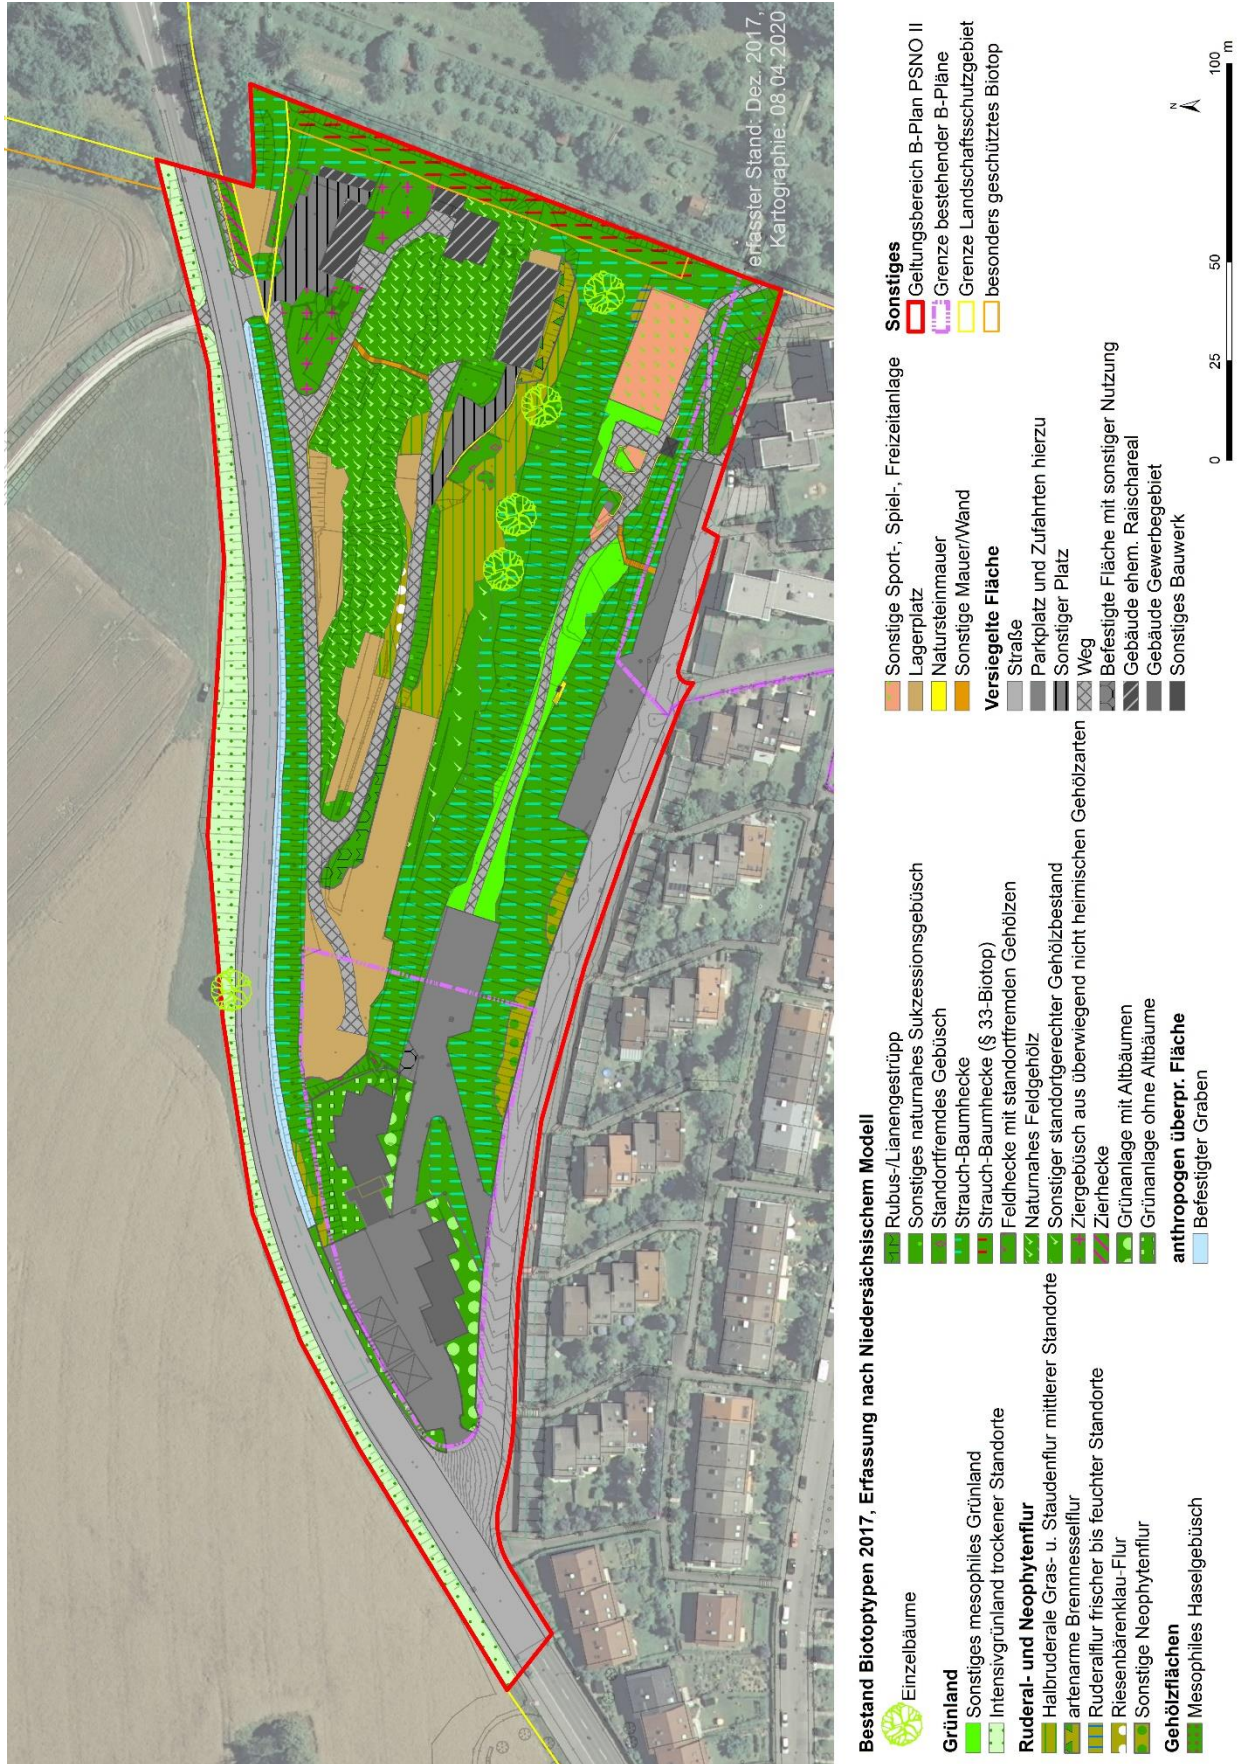 erfasster Stand: Dez. 2017,
Kartographie: 08.04.2020
Bestand Biotoptypen 2017, Erfassung nach Niedersächsischem Modell
Einzelbäume
Grünland
Sonstiges mesophiles Grünland
Intensivgrünland trockener Standorte
Ruderal- und Neophytenflur
Halbruderale Gras- u. Staudenflur mittlerer Standorte
artenarme Brennnesselflur
Ruderalflur frischer bis feuchter Standorte
Riesenbärenklau-Flur
Sonstige Neophytenflur
Gehölzflächen
Mesophiles Haselgebüsch
Rubus-/Lianengestrüpp
Sonstiges naturnahes Sukzessionsgebüsch
Standortfremdes Gebüsch
Strauch-Baumhecke
Strauch-Baumhecke (§ 33-Biotop)
Feldhecke mit standortfremden Gehölzen
Naturnahes Feldgehölz
Sonstiger standortgerechter Gehölzbestand
Ziergebüsch aus überwiegend nicht heimischen Gehölzarten
Zierhecke
Grünanlage mit Altbäumen
Grünanlage ohne Altbäume
anthropogen überpr. Fläche
Befestigter Graben
Sonstige Sport-, Spiel-, Freizeitanlage
Lagerplatz
Natursteinmauer
Sonstige Mauer/Wand
Versiegelte Fläche
Straße
Parkplatz und Zufahrten hierzu
Sonstiger Platz
Weg
Befestigte Fläche mit sonstiger Nutzung
Gebäude ehem. Raischareal
Gebäude Gewerbegebiet
Sonstiges Bauwerk
Sonstiges
Geltungsbereich B-Plan PSNO II
Grenze bestehender B-Pläne
Grenze Landschaftsschutzgebiet
besonders geschütztes Biotop
N
0 25 50 100
m